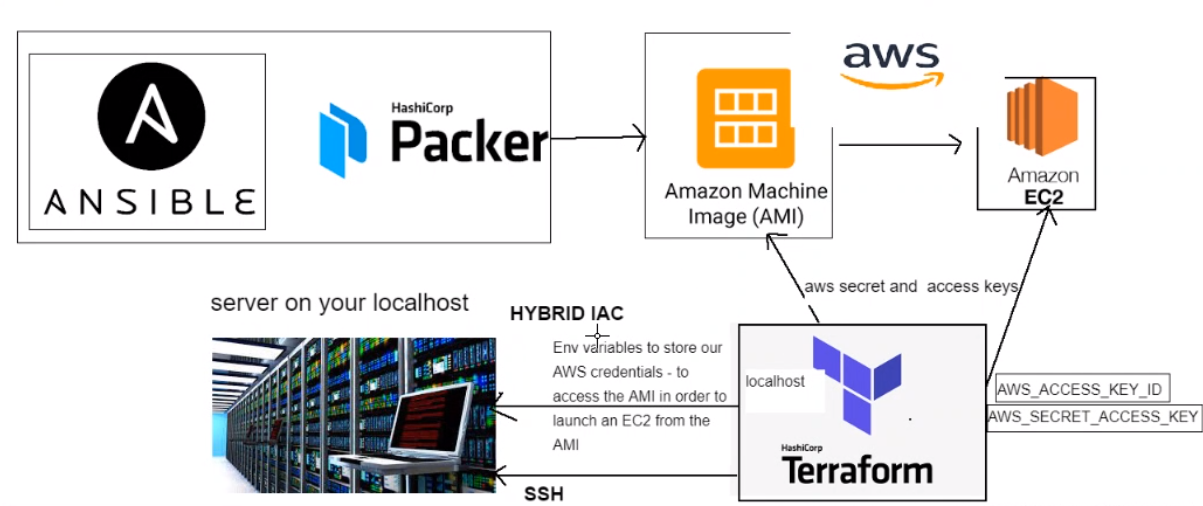 ANSIBLE
HashiCorp
Packer
aws
Amazon Machine
Image (AMI)
Amazon
EC2
aws secret and access keys
server on your localhost
HYBRID IAC
Env variables to store our
AWS credentials - to
access the AMI in order to
launch an EC2 from the
AMI
SSH
localhost
HashiCorp
Terraform
AWS_ACCESS_KEY_ID
AWS_SECRET_ACCESS_KEY